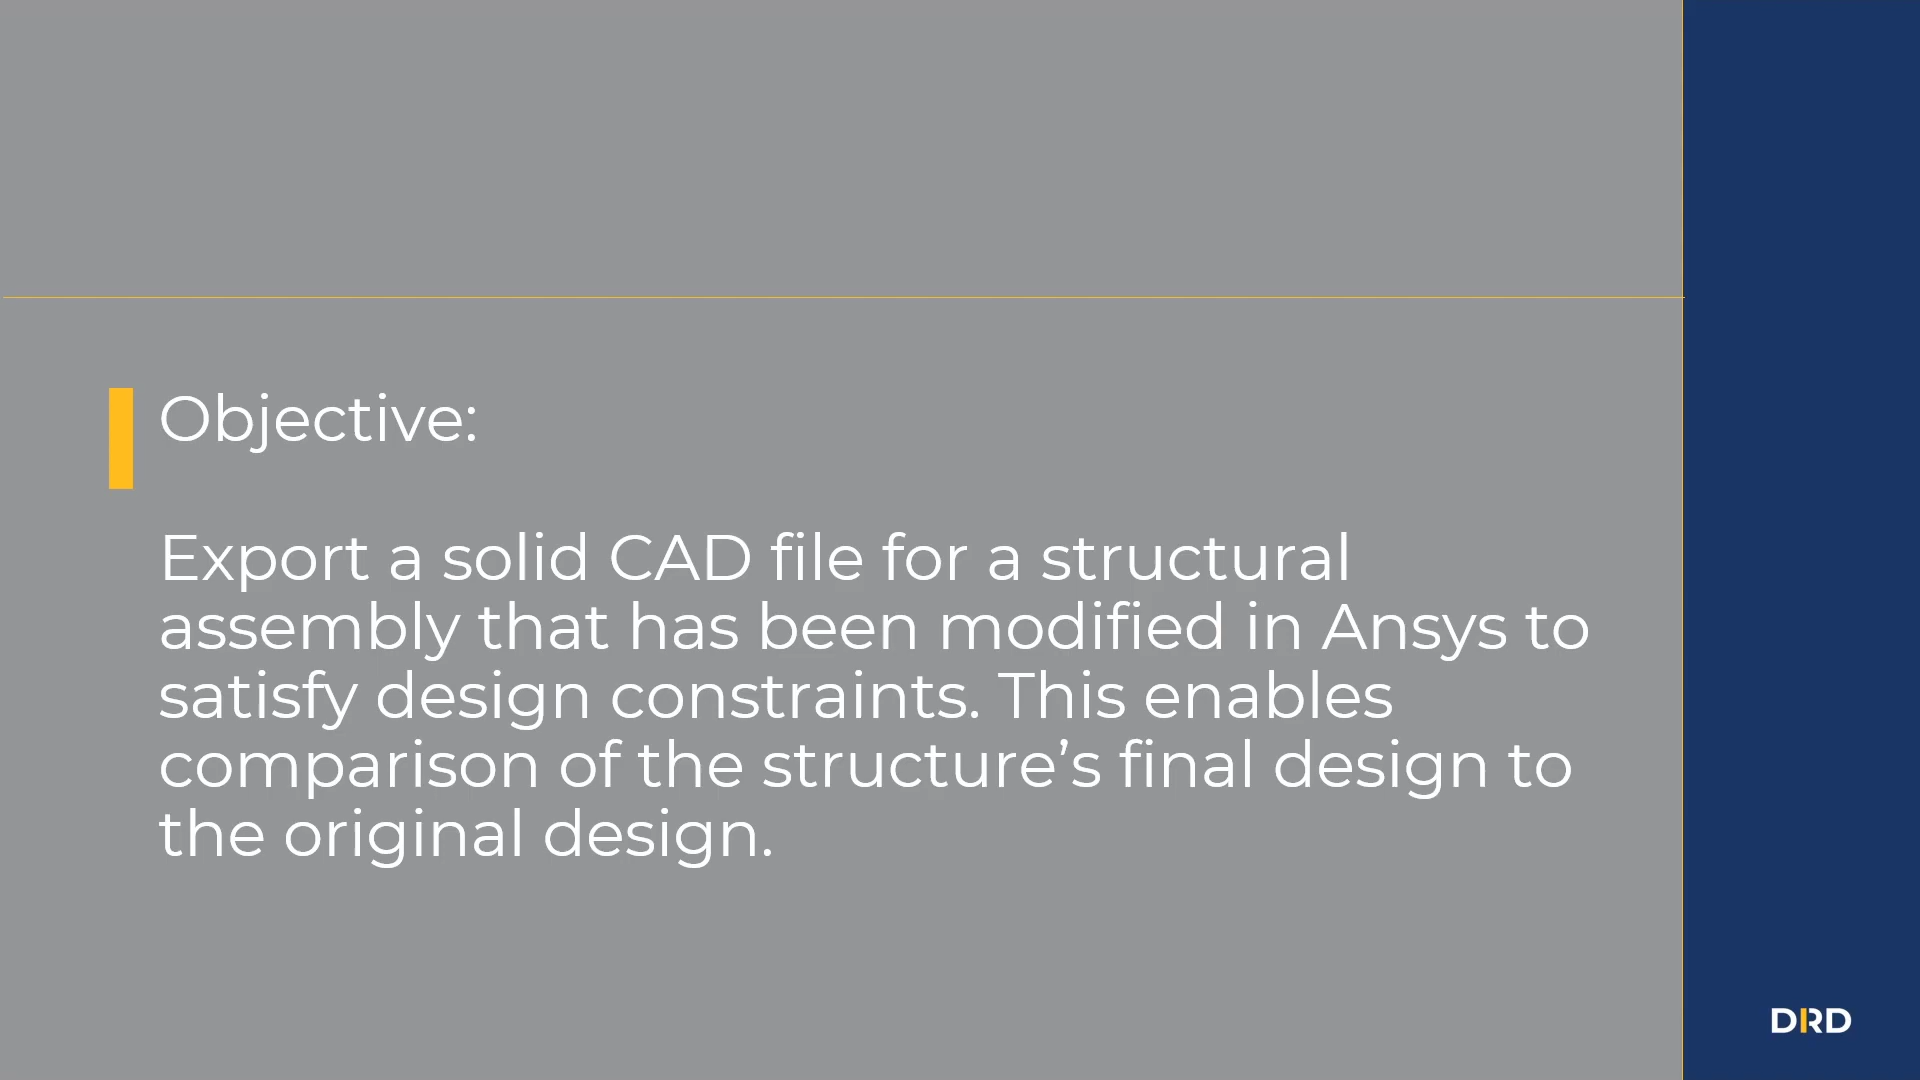 Objective:
Export a solid CAD file for a structural
assembly that has been modified in Ansys to
satisfy design constraints. This enables
comparison of the structure’s final design to
the original design.
DRD